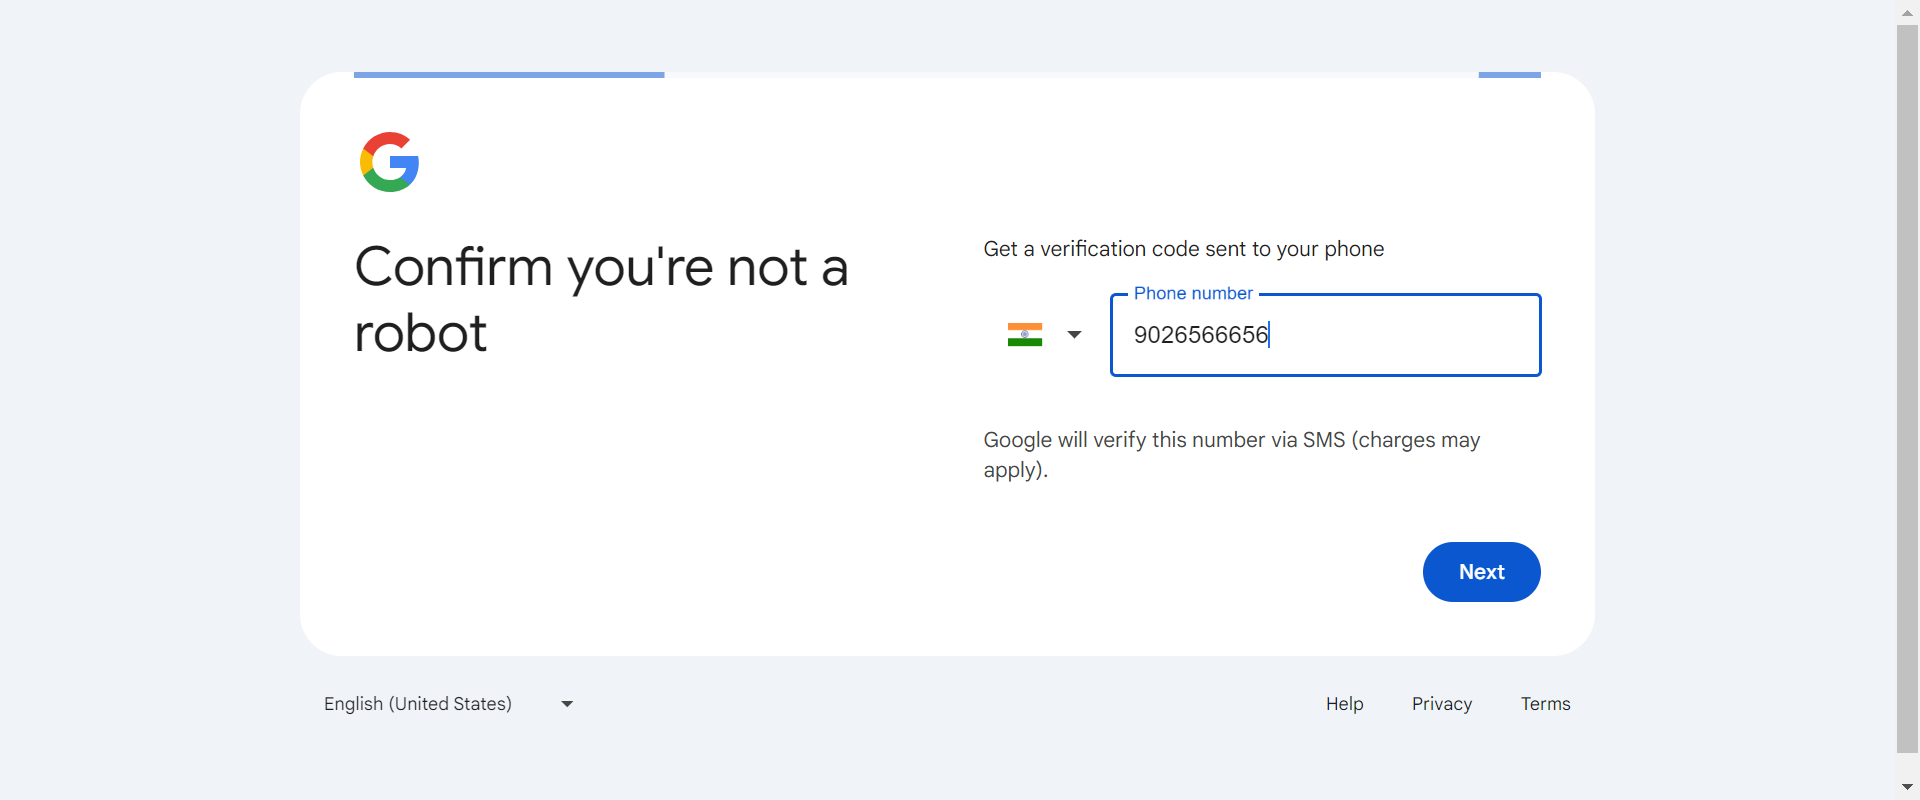 Confirm you're not a
robot
Get a verification code sent to your phone
Phone number
9026566656
Google will verify this number via SMS (charges may
apply).
Next
English (United States)
Help
Privacy
Terms